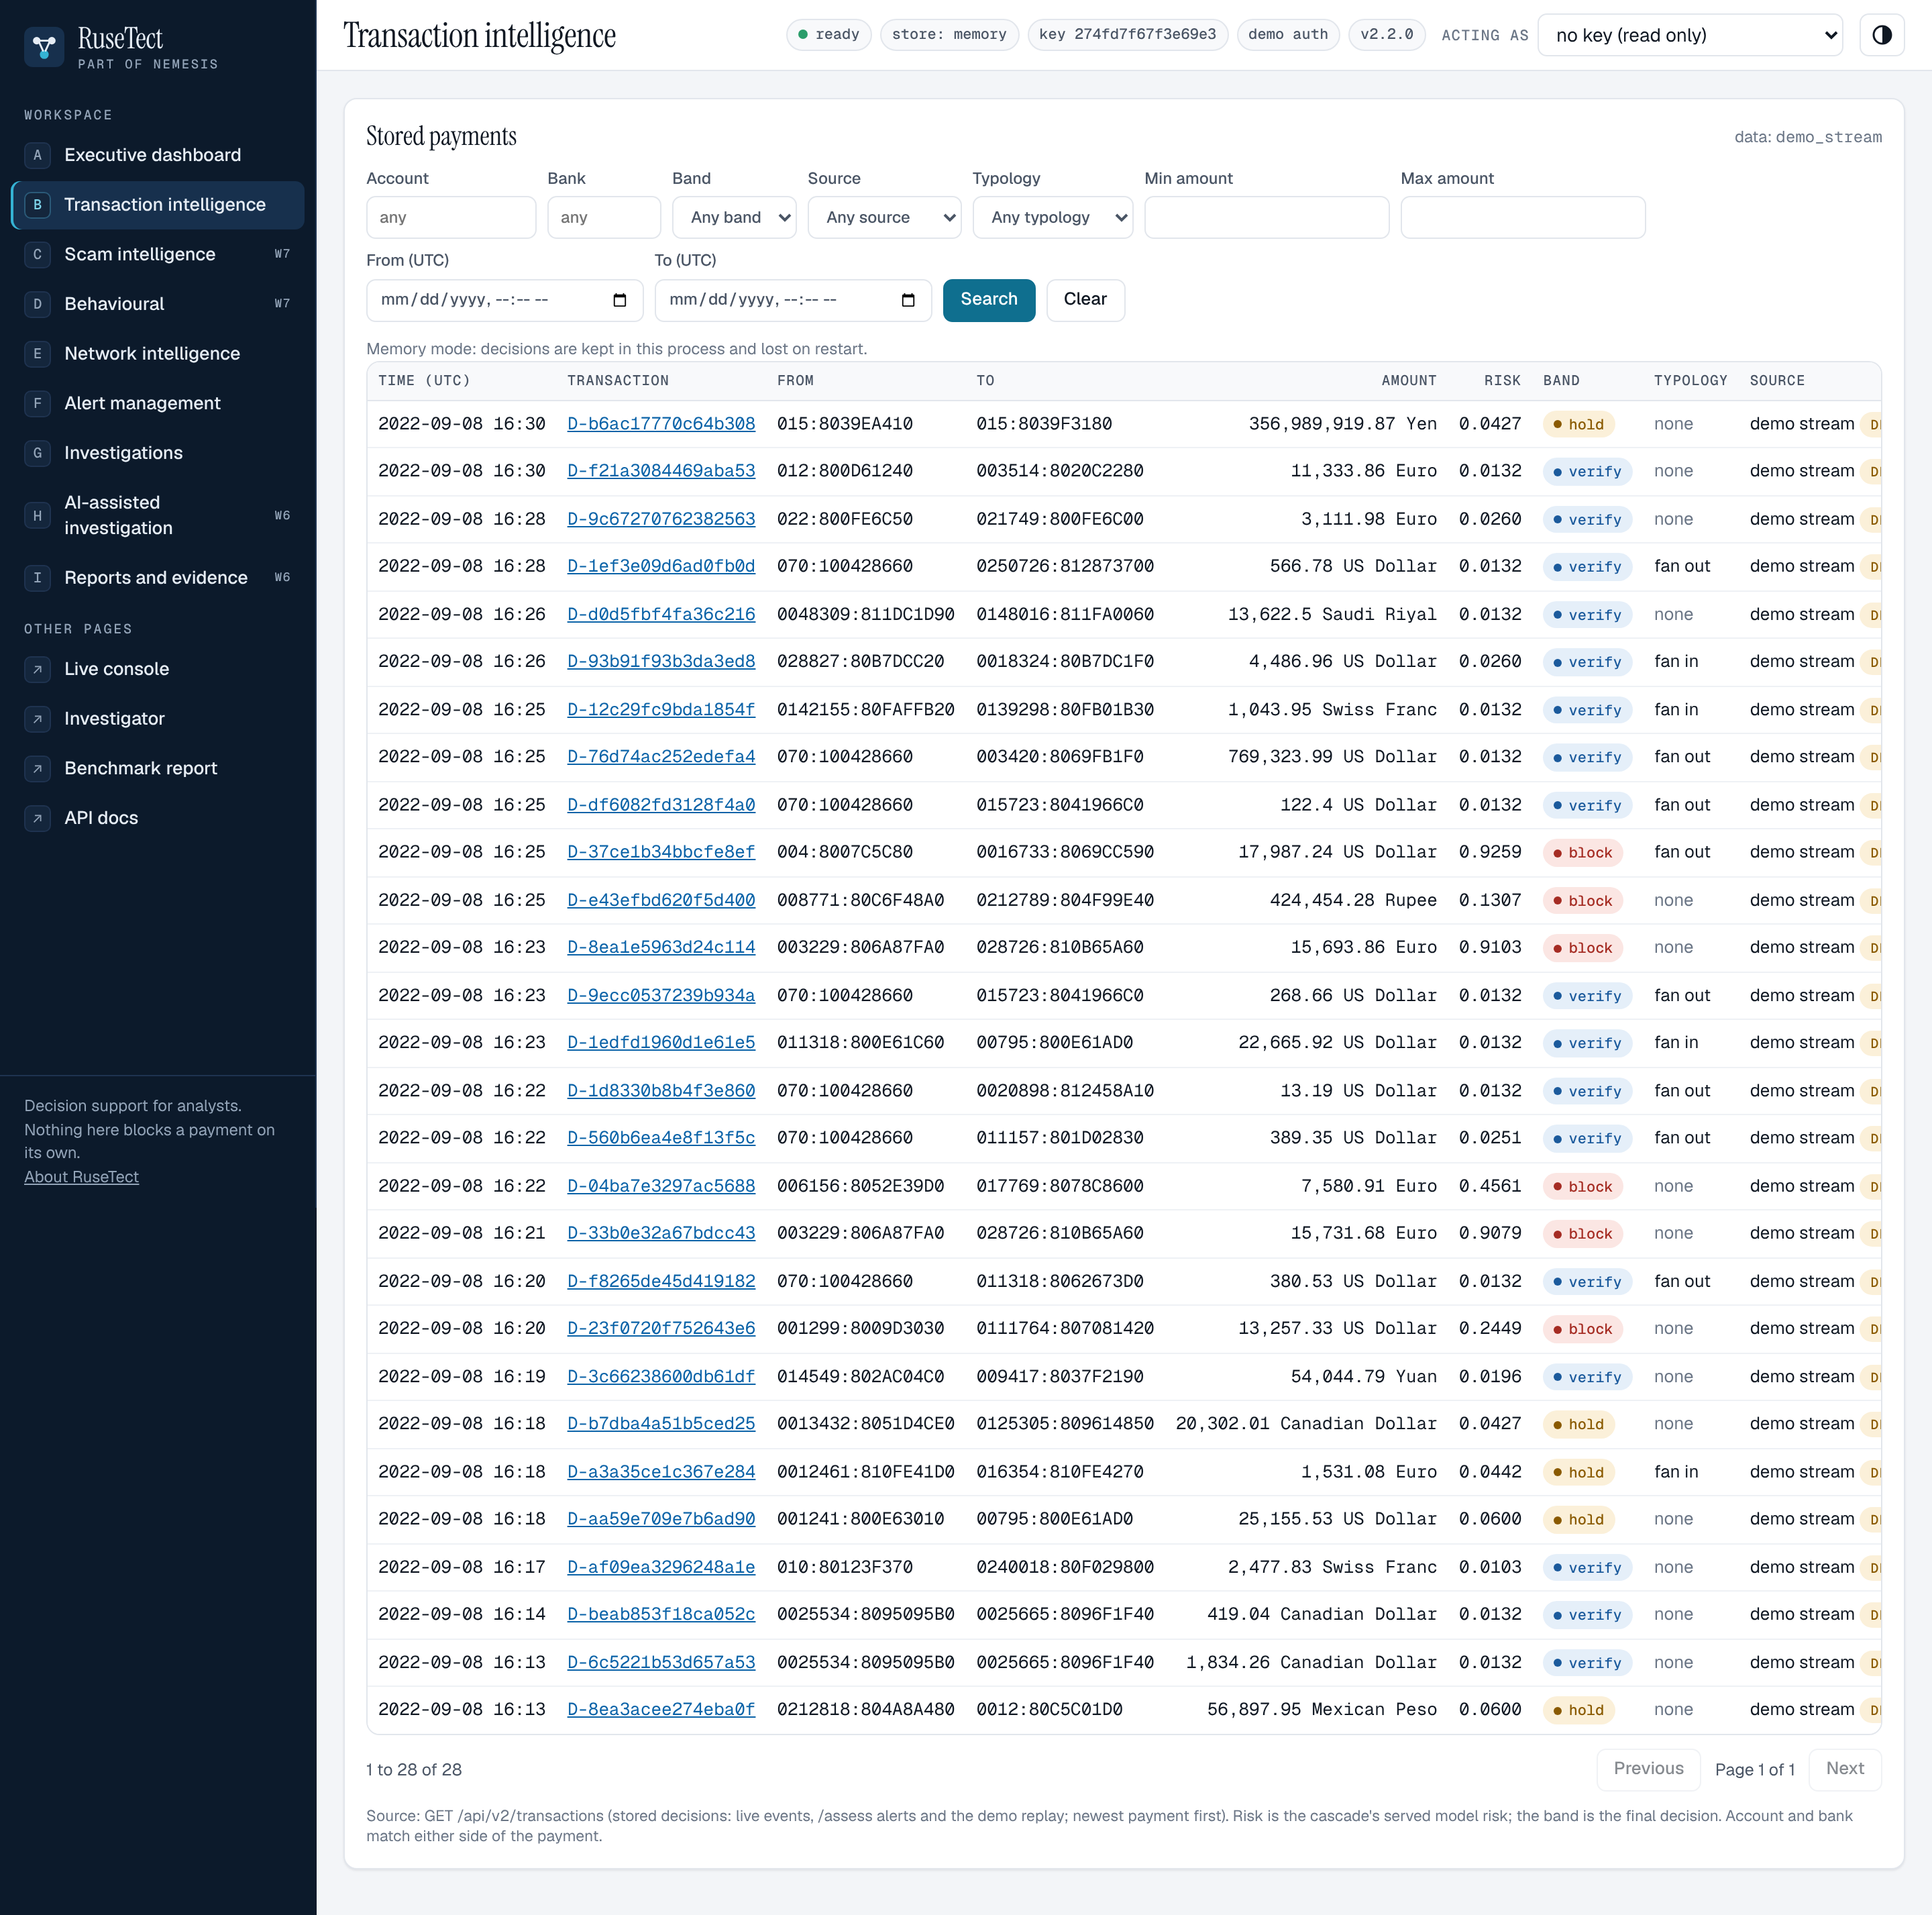 RuseTect
PART OF NEMESIS
WORKSPACE
A Executive dashboard
B Transaction intelligence
C Scam intelligence W7
D Behavioural W7
E Network intelligence
F Alert management
G Investigations
H AI-assisted investigation W6
I Reports and evidence W6
OTHER PAGES
Live console
Investigator
Benchmark report
API docs
Decision support for analysts.
Nothing here blocks a payment on
its own.
About RuseTect
Transaction intelligence
ready store: memory key 274fd7f67f3e69e3 demo auth v2.2.0 ACTING AS no key (read only)
Stored payments
data: demo_stream
Account Bank Band Source Typology Min amount Max amount
any any Any band Any source Any typology
From (UTC) To (UTC)
mm/dd/yyyy, --:-- -- mm/dd/yyyy, --:-- -- Search Clear
Memory mode: decisions are kept in this process and lost on restart.
TIME (UTC) TRANSACTION FROM TO AMOUNT RISK BAND TYPOLOGY SOURCE
2022-09-08 16:30 D-b6ac17770c64b308 015:8039EA410 015:8039F3180 356,989,919.87 Yen 0.0427 hold none demo stream
2022-09-08 16:30 D-f21a3084469aba53 012:800D61240 003514:8020C2280 11,333.86 Euro 0.0132 verify none demo stream
2022-09-08 16:28 D-9c67270762382563 022:800FE6C50 021749:800FE6C00 3,111.98 Euro 0.0260 verify none demo stream
2022-09-08 16:28 D-1ef3e09d6ad0fb0d 070:100428660 0250726:812873700 566.78 US Dollar 0.0132 verify fan out demo stream
2022-09-08 16:26 D-d0d5fbf4fa36c216 0048309:811DC1D90 0148016:811FA0060 13,622.5 Saudi Riyal 0.0132 verify none demo stream
2022-09-08 16:26 D-93b91f93b3da3ed8 028827:80B7DCC20 0018324:80B7DC1F0 4,486.96 US Dollar 0.0260 verify fan in demo stream
2022-09-08 16:25 D-12c29fc9bda1854f 0142155:80FAFFB20 0139298:80FB01B30 1,043.95 Swiss Franc 0.0132 verify fan in demo stream
2022-09-08 16:25 D-76d74ac252edefa4 070:100428660 003420:8069FB1F0 769,323.99 US Dollar 0.0132 verify fan out demo stream
2022-09-08 16:25 D-df6082fd3128f4a0 070:100428660 015723:8041966C0 122.4 US Dollar 0.0132 verify fan out demo stream
2022-09-08 16:25 D-37ce1b34bbcfe8ef 004:8007C5C80 0016733:8069CC590 17,987.24 US Dollar 0.9259 block fan out demo stream
2022-09-08 16:25 D-e43efbd620f5d400 008771:80C6F48A0 0212789:804F99E40 424,454.28 Rupee 0.1307 block none demo stream
2022-09-08 16:23 D-8ea1e5963d24c114 003229:806A87FA0 028726:810B65A60 15,693.86 Euro 0.9103 block none demo stream
2022-09-08 16:23 D-9ecc0537239b934a 070:100428660 015723:8041966C0 268.66 US Dollar 0.0132 verify fan out demo stream
2022-09-08 16:23 D-1edfd1960d1e61e5 011318:800E61C60 00795:800E61AD0 22,665.92 US Dollar 0.0132 verify fan in demo stream
2022-09-08 16:22 D-1d8330b8b4f3e860 070:100428660 0020898:812458A10 13.19 US Dollar 0.0132 verify fan out demo stream
2022-09-08 16:22 D-560b6ea4e8f13f5c 070:100428660 011157:801D02830 389.35 US Dollar 0.0251 verify fan out demo stream
2022-09-08 16:22 D-04ba7e3297ac5688 006156:8052E39D0 017769:8078C8600 7,580.91 Euro 0.4561 block none demo stream
2022-09-08 16:21 D-33b0e32a67bdcc43 003229:806A87FA0 028726:810B65A60 15,731.68 Euro 0.9079 block none demo stream
2022-09-08 16:20 D-f8265de45d419182 070:100428660 011318:8062673D0 380.53 US Dollar 0.0132 verify fan out demo stream
2022-09-08 16:20 D-23f0720f752643e6 001299:8009D3030 0111764:807081420 13,257.33 US Dollar 0.2449 block none demo stream
2022-09-08 16:19 D-3c66238600db61df 014549:802AC04C0 009417:8037F2190 54,044.79 Yuan 0.0196 verify none demo stream
2022-09-08 16:18 D-b7dba4a51b5ced25 0013432:8051D4CE0 0125305:809614850 20,302.01 Canadian Dollar 0.0427 hold none demo stream
2022-09-08 16:18 D-a3a35ce1c367e284 0012461:810FE41D0 016354:810FE4270 1,531.08 Euro 0.0442 hold fan in demo stream
2022-09-08 16:18 D-aa59e709e7b6ad90 001241:800E63010 00795:800E61AD0 25,155.53 US Dollar 0.0600 hold none demo stream
2022-09-08 16:17 D-af09ea3296248a1e 010:80123F370 0240018:80F029800 2,477.83 Swiss Franc 0.0103 verify none demo stream
2022-09-08 16:14 D-beab853f18ca052c 0025534:8095095B0 0025665:8096F1F40 419.04 Canadian Dollar 0.0132 verify none demo stream
2022-09-08 16:13 D-6c5221b53d657a53 0025534:8095095B0 0025665:8096F1F40 1,834.26 Canadian Dollar 0.0132 verify none demo stream
2022-09-08 16:13 D-8ea3acee274eba0f 0212818:804A8A480 0012:80C5C01D0 56,897.95 Mexican Peso 0.0600 hold none demo stream
1 to 28 of 28
Previous Page 1 of 1 Next
Source: GET /api/v2/transactions (stored decisions: live events, /assess alerts and the demo replay; newest payment first). Risk is the cascade's served model risk; the band is the final decision. Account and bank
match either side of the payment.